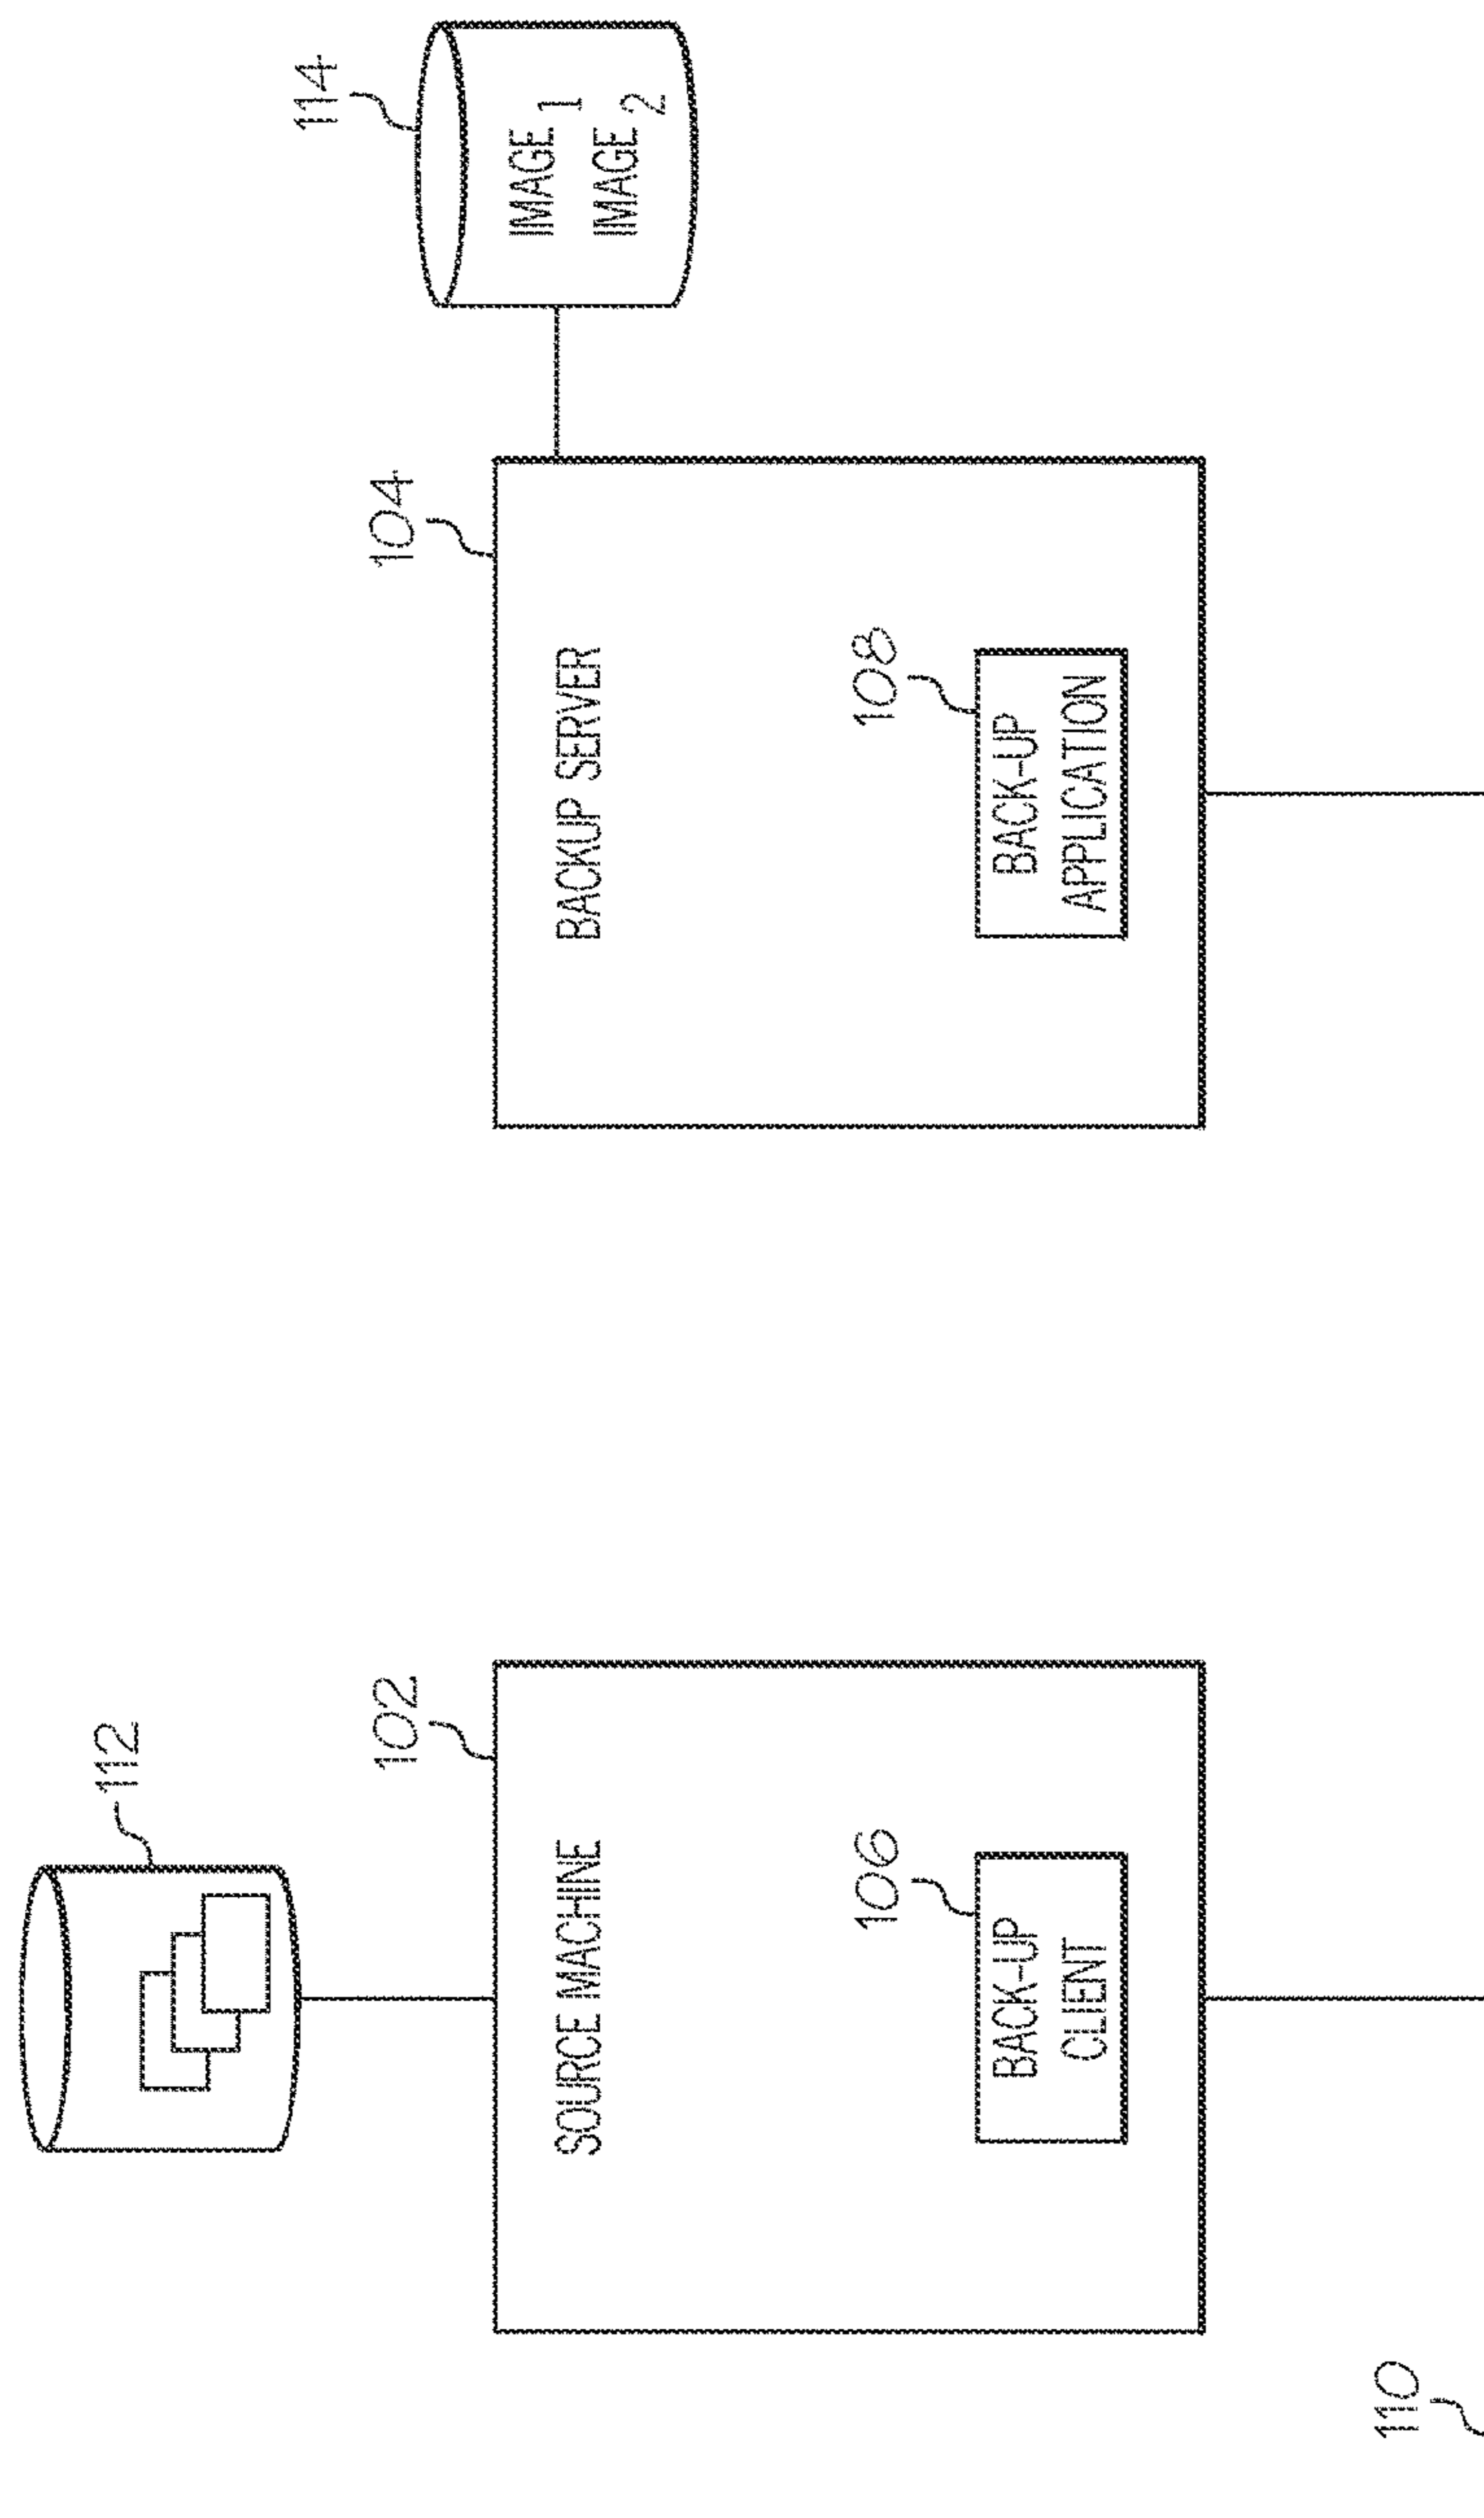 112
102
SOURCE MACHINE
106
BACK-UP
CLIENT
110
114
IMAGE 1
IMAGE 2
104
BACKUP SERVER
108
BACK-UP
APPLICATION